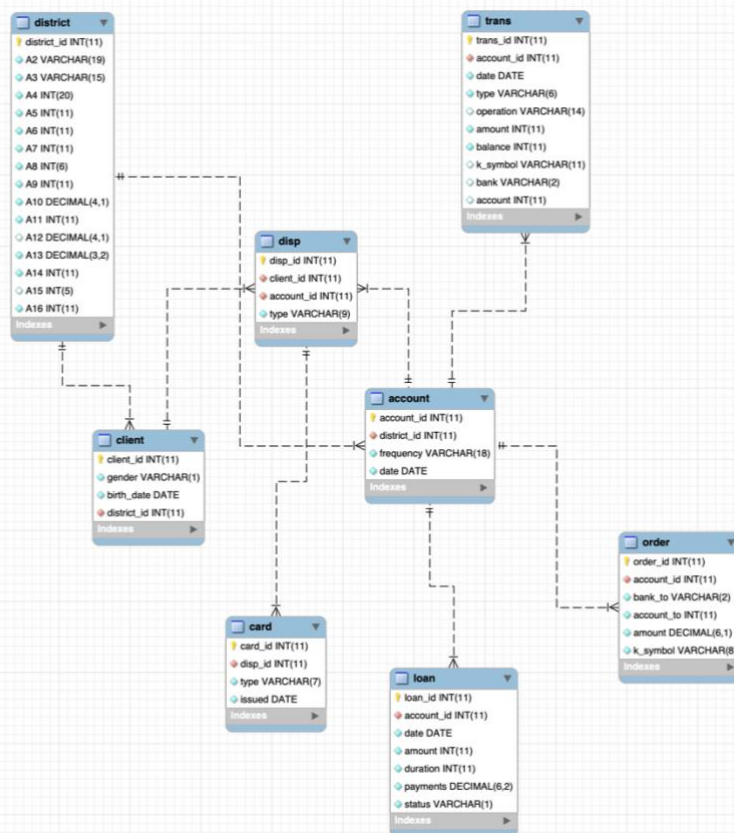 district
district_id INT(11)
A2 VARCHAR(19)
A3 VARCHAR(15)
A4 INT(20)
A5 INT(11)
A6 INT(11)
A7 INT(11)
A8 INT(6)
A9 INT(11)
A10 DECIMAL(4,1)
A11 INT(11)
A12 DECIMAL(4,1)
A13 DECIMAL(3,2)
A14 INT(11)
A15 INT(5)
A16 INT(11)
Indexes
trans
trans_id INT(11)
account_id INT(11)
date DATE
type VARCHAR(6)
operation VARCHAR(14)
amount INT(11)
balance INT(11)
k_symbol VARCHAR(11)
bank VARCHAR(2)
account INT(11)
Indexes
disp
disp_id INT(11)
client_id INT(11)
account_id INT(11)
type VARCHAR(9)
Indexes
client
client_id INT(11)
gender VARCHAR(1)
birth_date DATE
district_id INT(11)
Indexes
account
account_id INT(11)
district_id INT(11)
frequency VARCHAR(18)
date DATE
Indexes
order
order_id INT(11)
account_id INT(11)
bank_to VARCHAR(2)
account_to INT(11)
amount DECIMAL(6,1)
k_symbol VARCHAR(8
Indexes
card
card_id INT(11)
disp_id INT(11)
type VARCHAR(7)
issued DATE
Indexes
loan
loan_id INT(11)
account_id INT(11)
date DATE
amount INT(11)
duration INT(11)
payments DECIMAL(6,2)
status VARCHAR(1)
Indexes